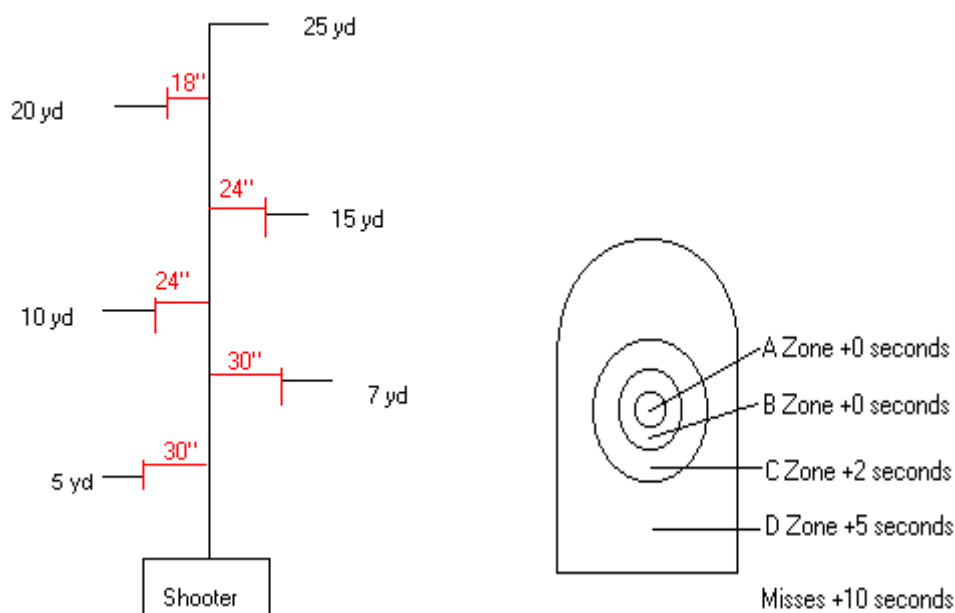 25 yd
18"
20 yd
24"
15 yd
24"
10 yd
30"
7 yd
30"
5 yd
Shooter
A Zone +0 seconds
B Zone +0 seconds
C Zone +2 seconds
D Zone +5 seconds
Misses +10 seconds